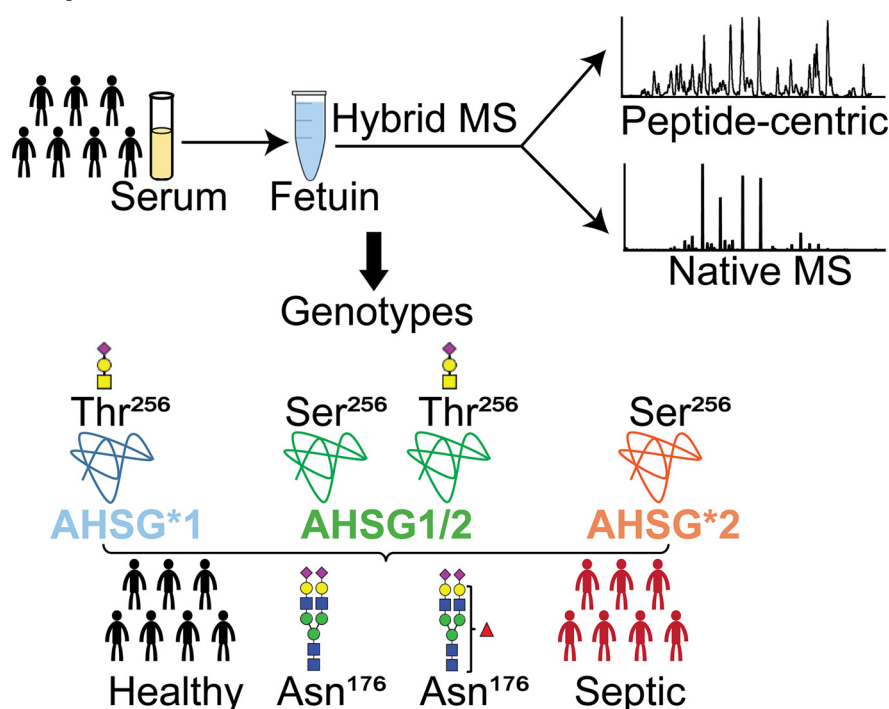 Hybrid MS
Peptide-centric
Serum
Fetuin
Native MS
Genotypes
Thr²⁵⁶ Ser²⁵⁶ Thr²⁵⁶ Ser²⁵⁶
AHSG*1 AHSG1/2 AHSG*2
Healthy Asn¹⁷⁶ Asn¹⁷⁶ Septic